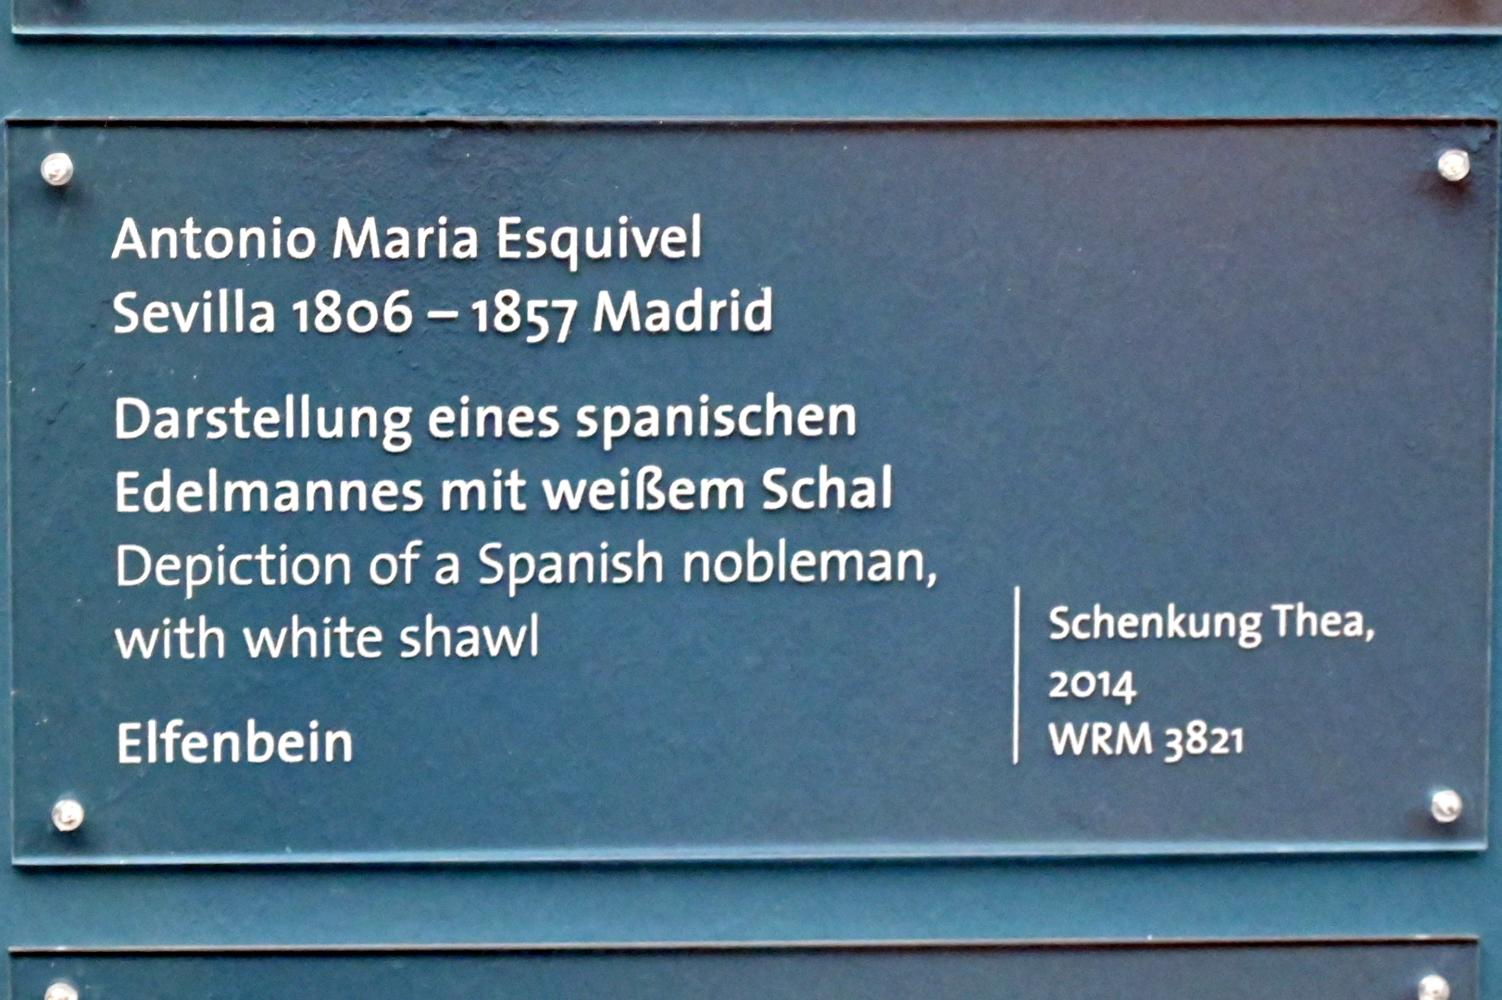 Antonio Maria Esquivel
Sevilla 1806 – 1857 Madrid
Darstellung eines spanischen
Edelmannes mit weißem Schal
Depiction of a Spanish nobleman,
with white shawl
Elfenbein
Schenkung Thea,
2014
WRM 3821